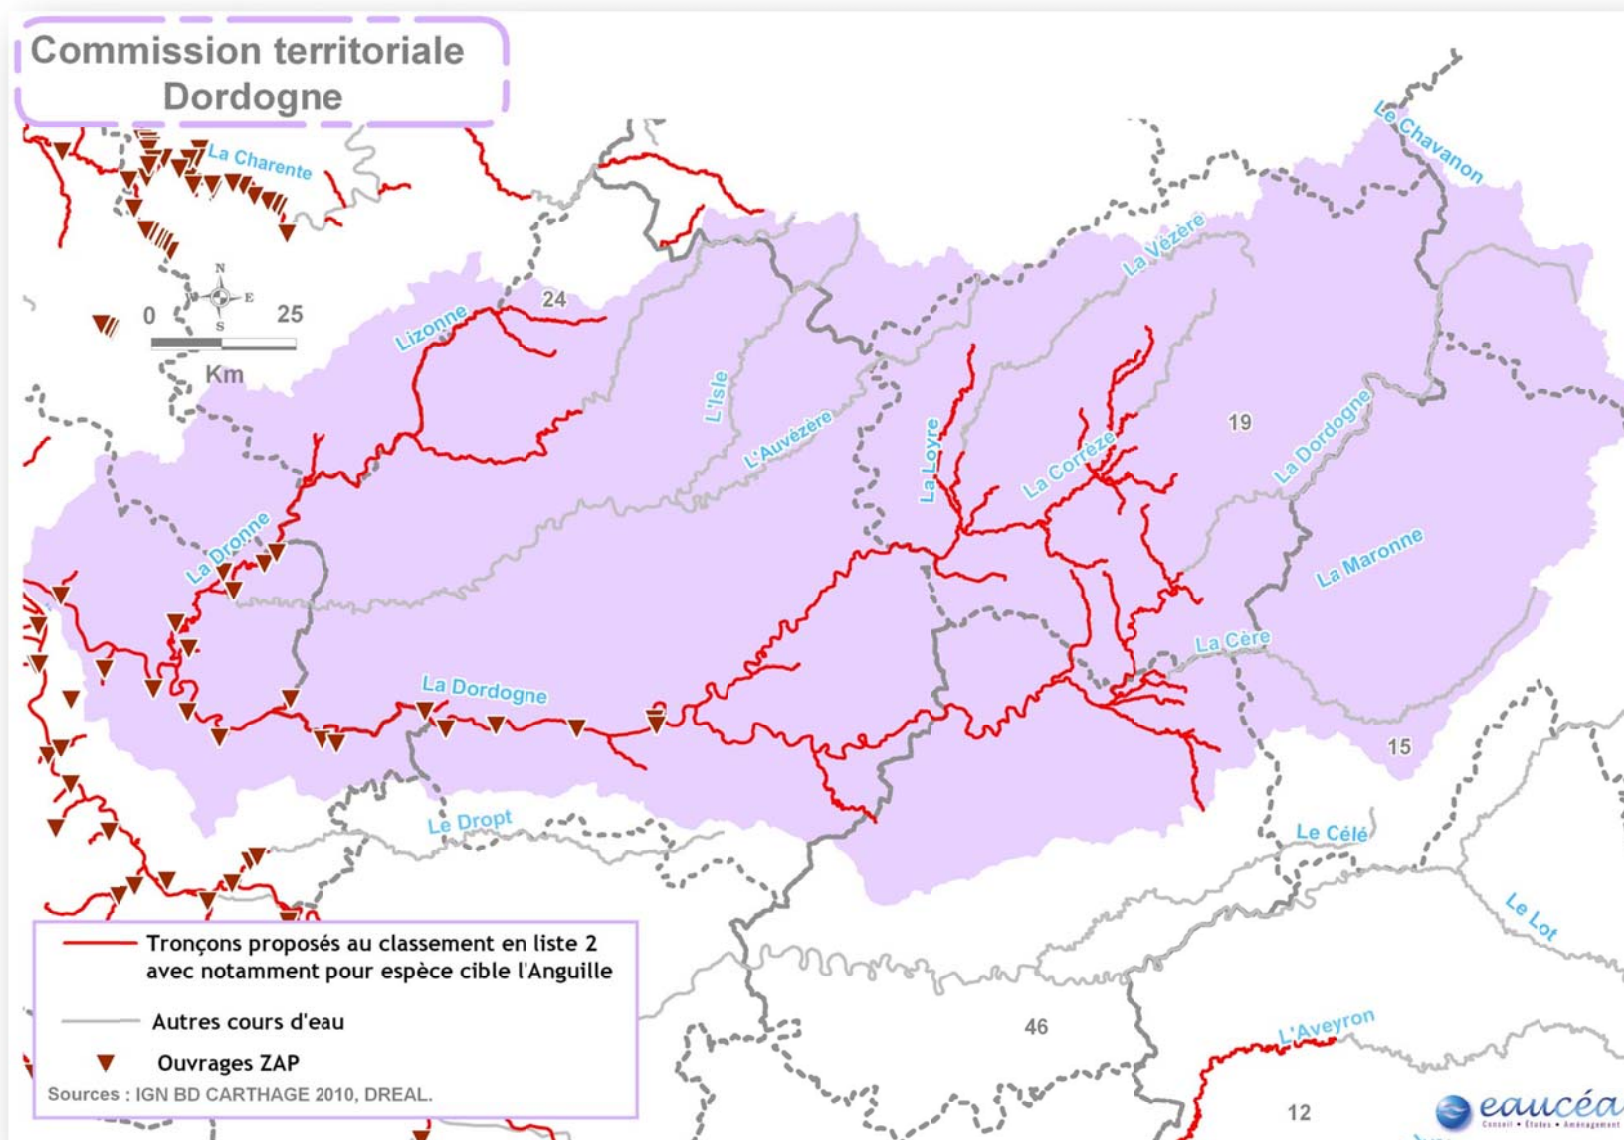 Commission territoriale
Dordogne
Le Chavanon
La Charente
La Vézère
N
W
E
S
0
25
Km
24
Lizonne
L'Isle
L'Auvézère
La Loyre
La Corrèze
19
La Dordogne
La Dronne
La Maronne
La Cère
La Dordogne
15
Le Dropt
Le Célé
Le Lot
Tronçons proposés au classement en liste 2
avec notamment pour espèce cible l'Anguille
Autres cours d'eau
Ouvrages ZAP
Sources : IGN BD CARTHAGE 2010, DREAL.
46
L'Aveyron
12
eaucéa
Conseil • Études • Aménagement